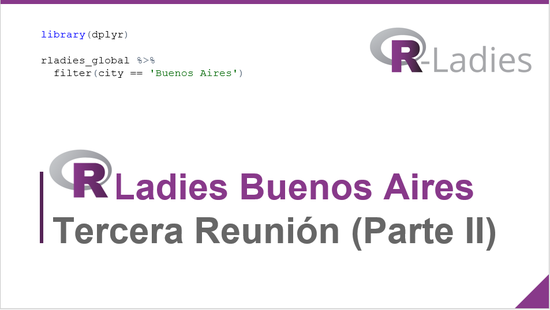 library(dplyr)
rladies_global %>%
  filter(city == 'Buenos Aires')
R-Ladies
R Ladies Buenos Aires
Tercera Reunión (Parte II)